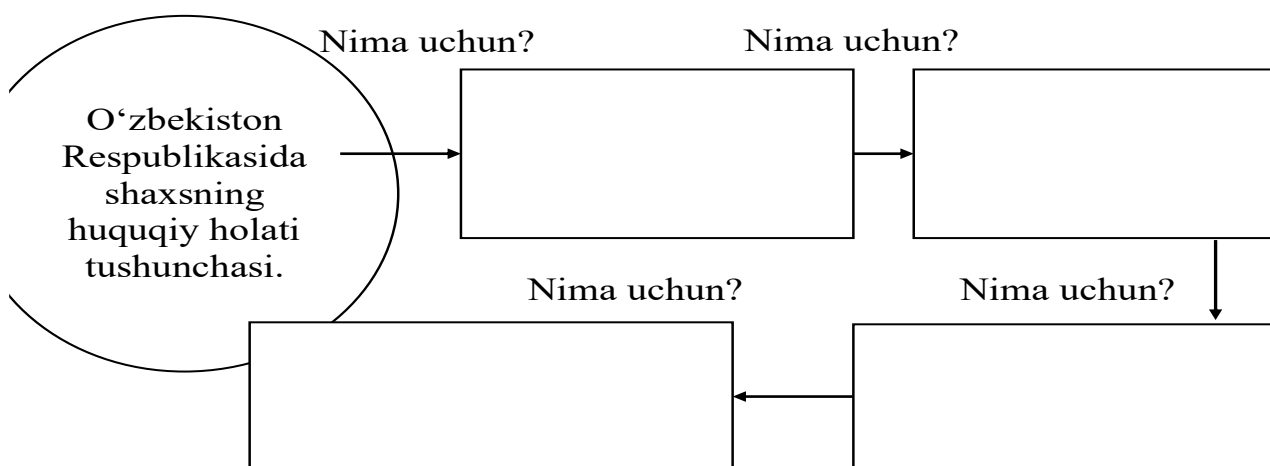 Nima uchun?
Nima uchun?
O‘zbekiston
Respublikasida
shaxsning
huquqiy holati
tushunchasi.
Nima uchun?
Nima uchun?